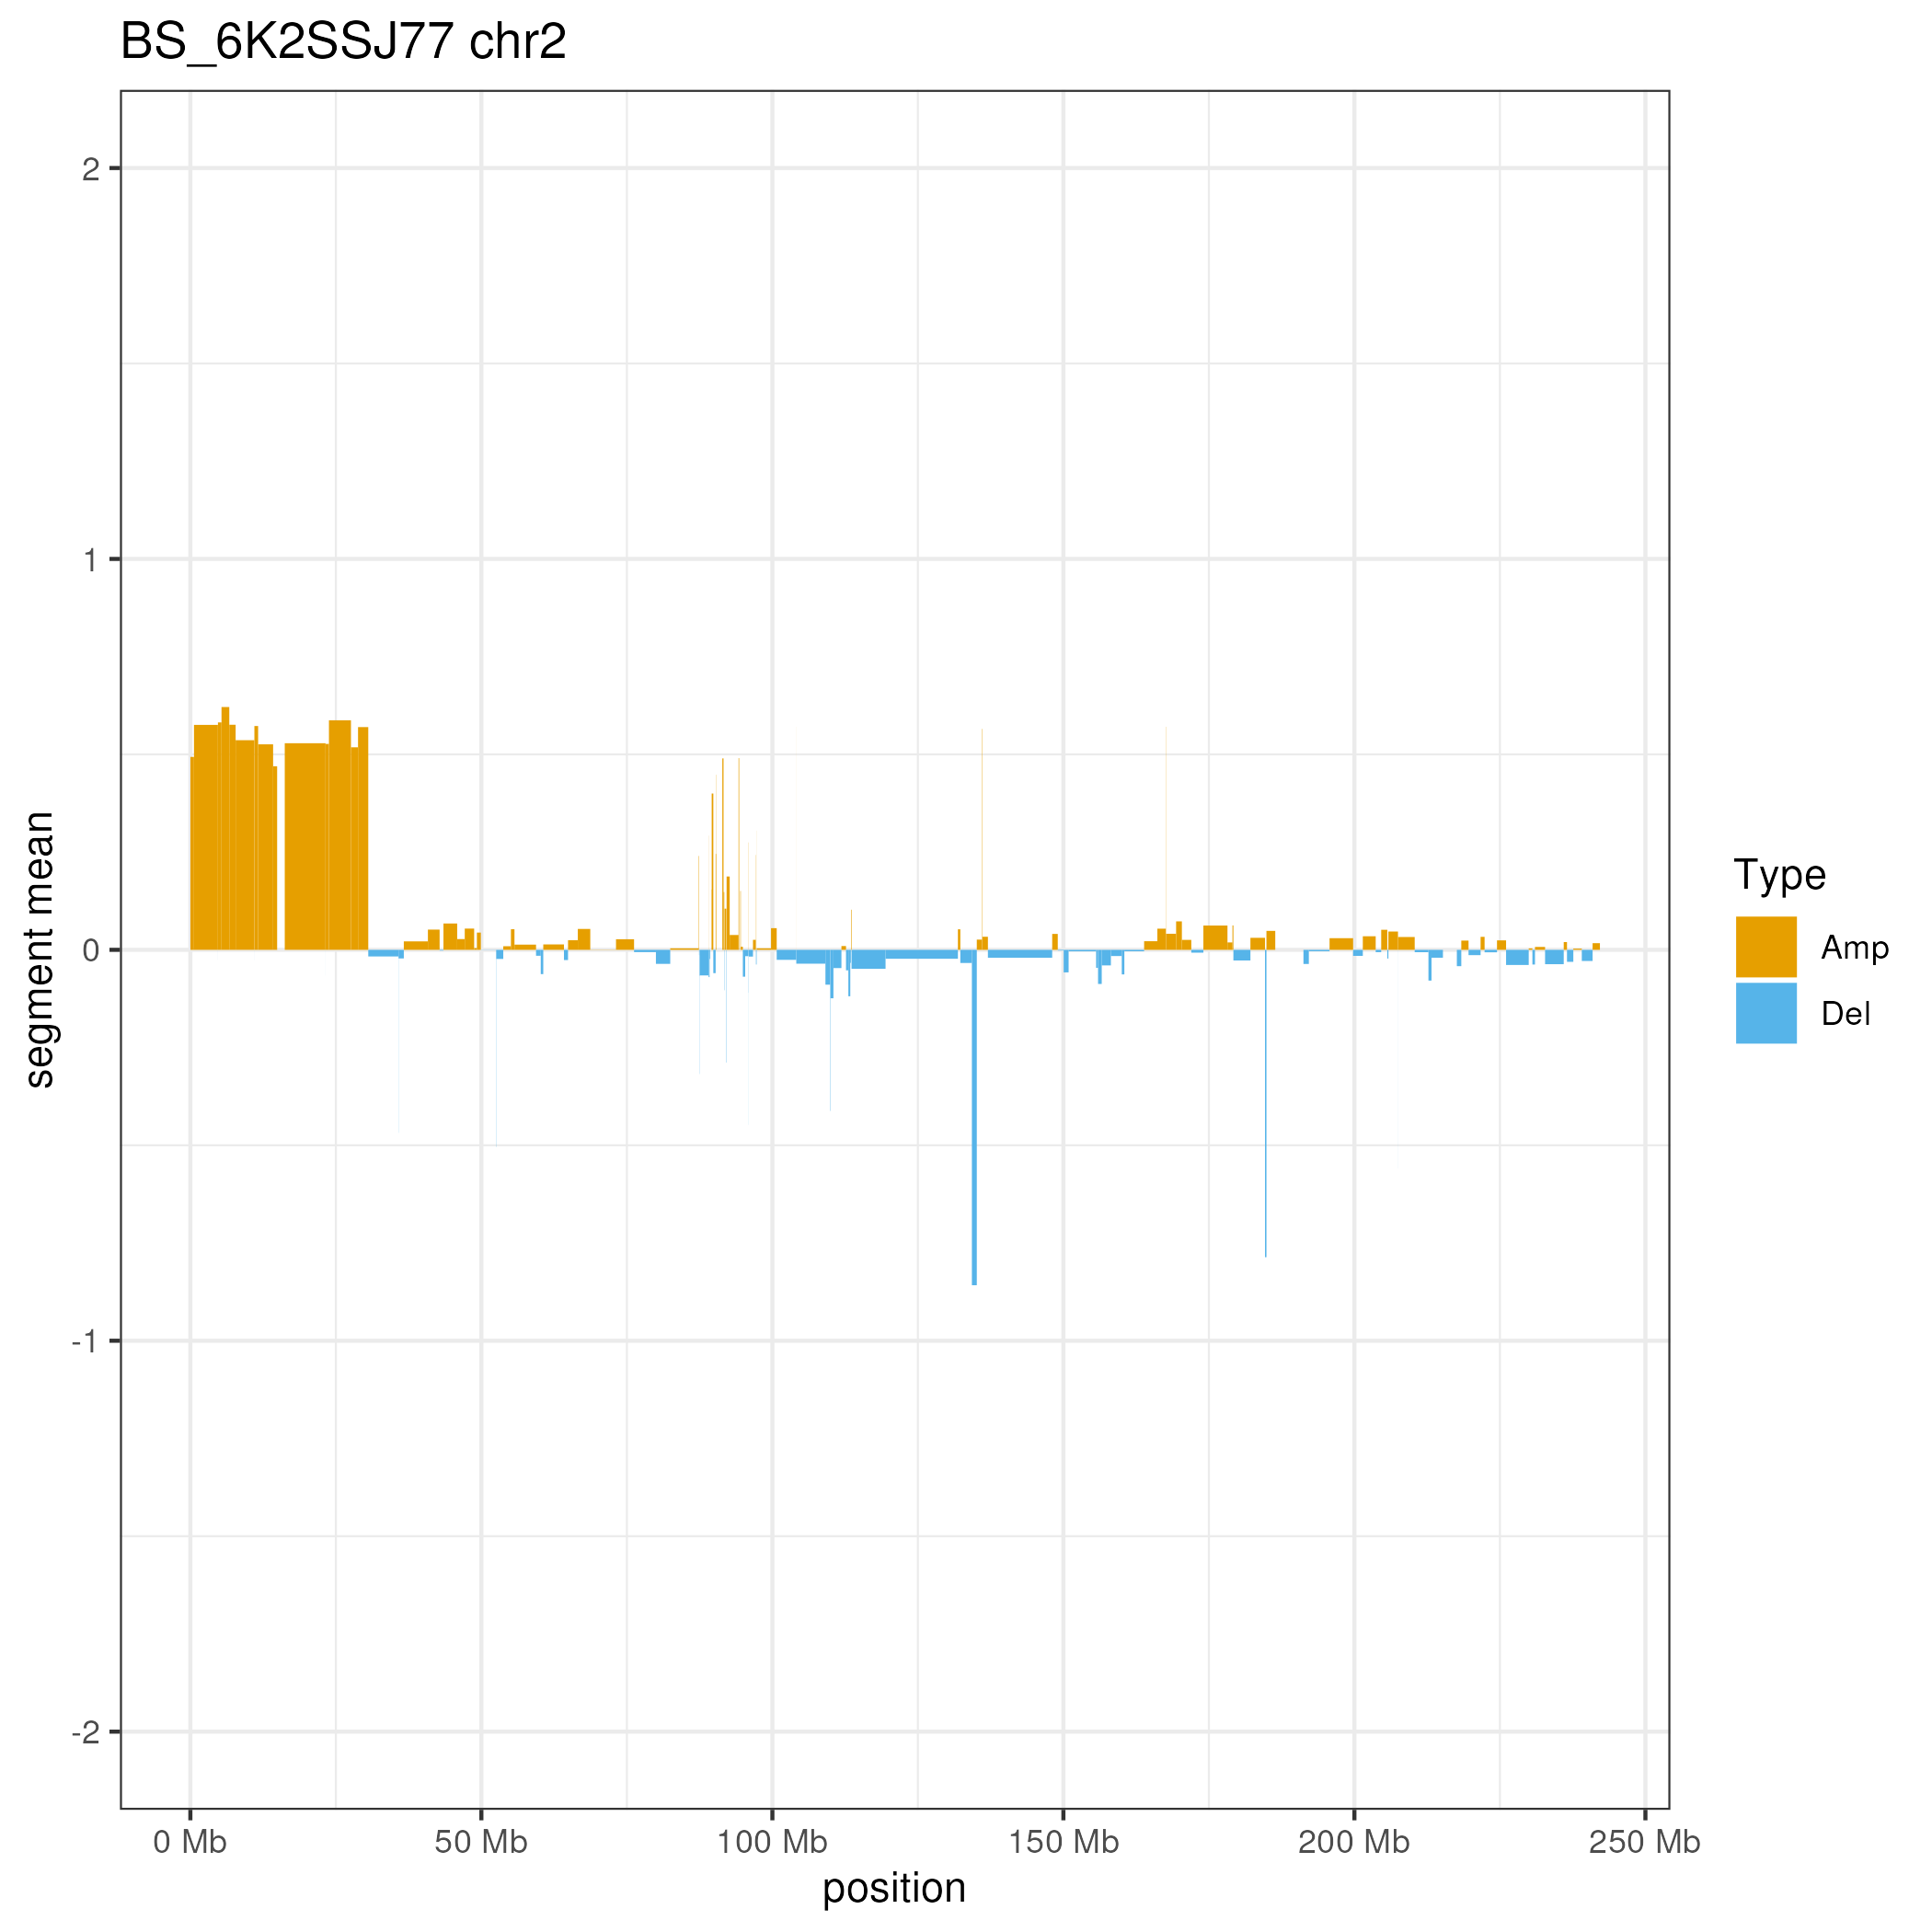 BS_6K2SSJ77 chr2
2
1
0
-1
-2
segment mean
0 Mb
50 Mb
100 Mb
150 Mb
200 Mb
250 Mb
position
Type
Amp
Del